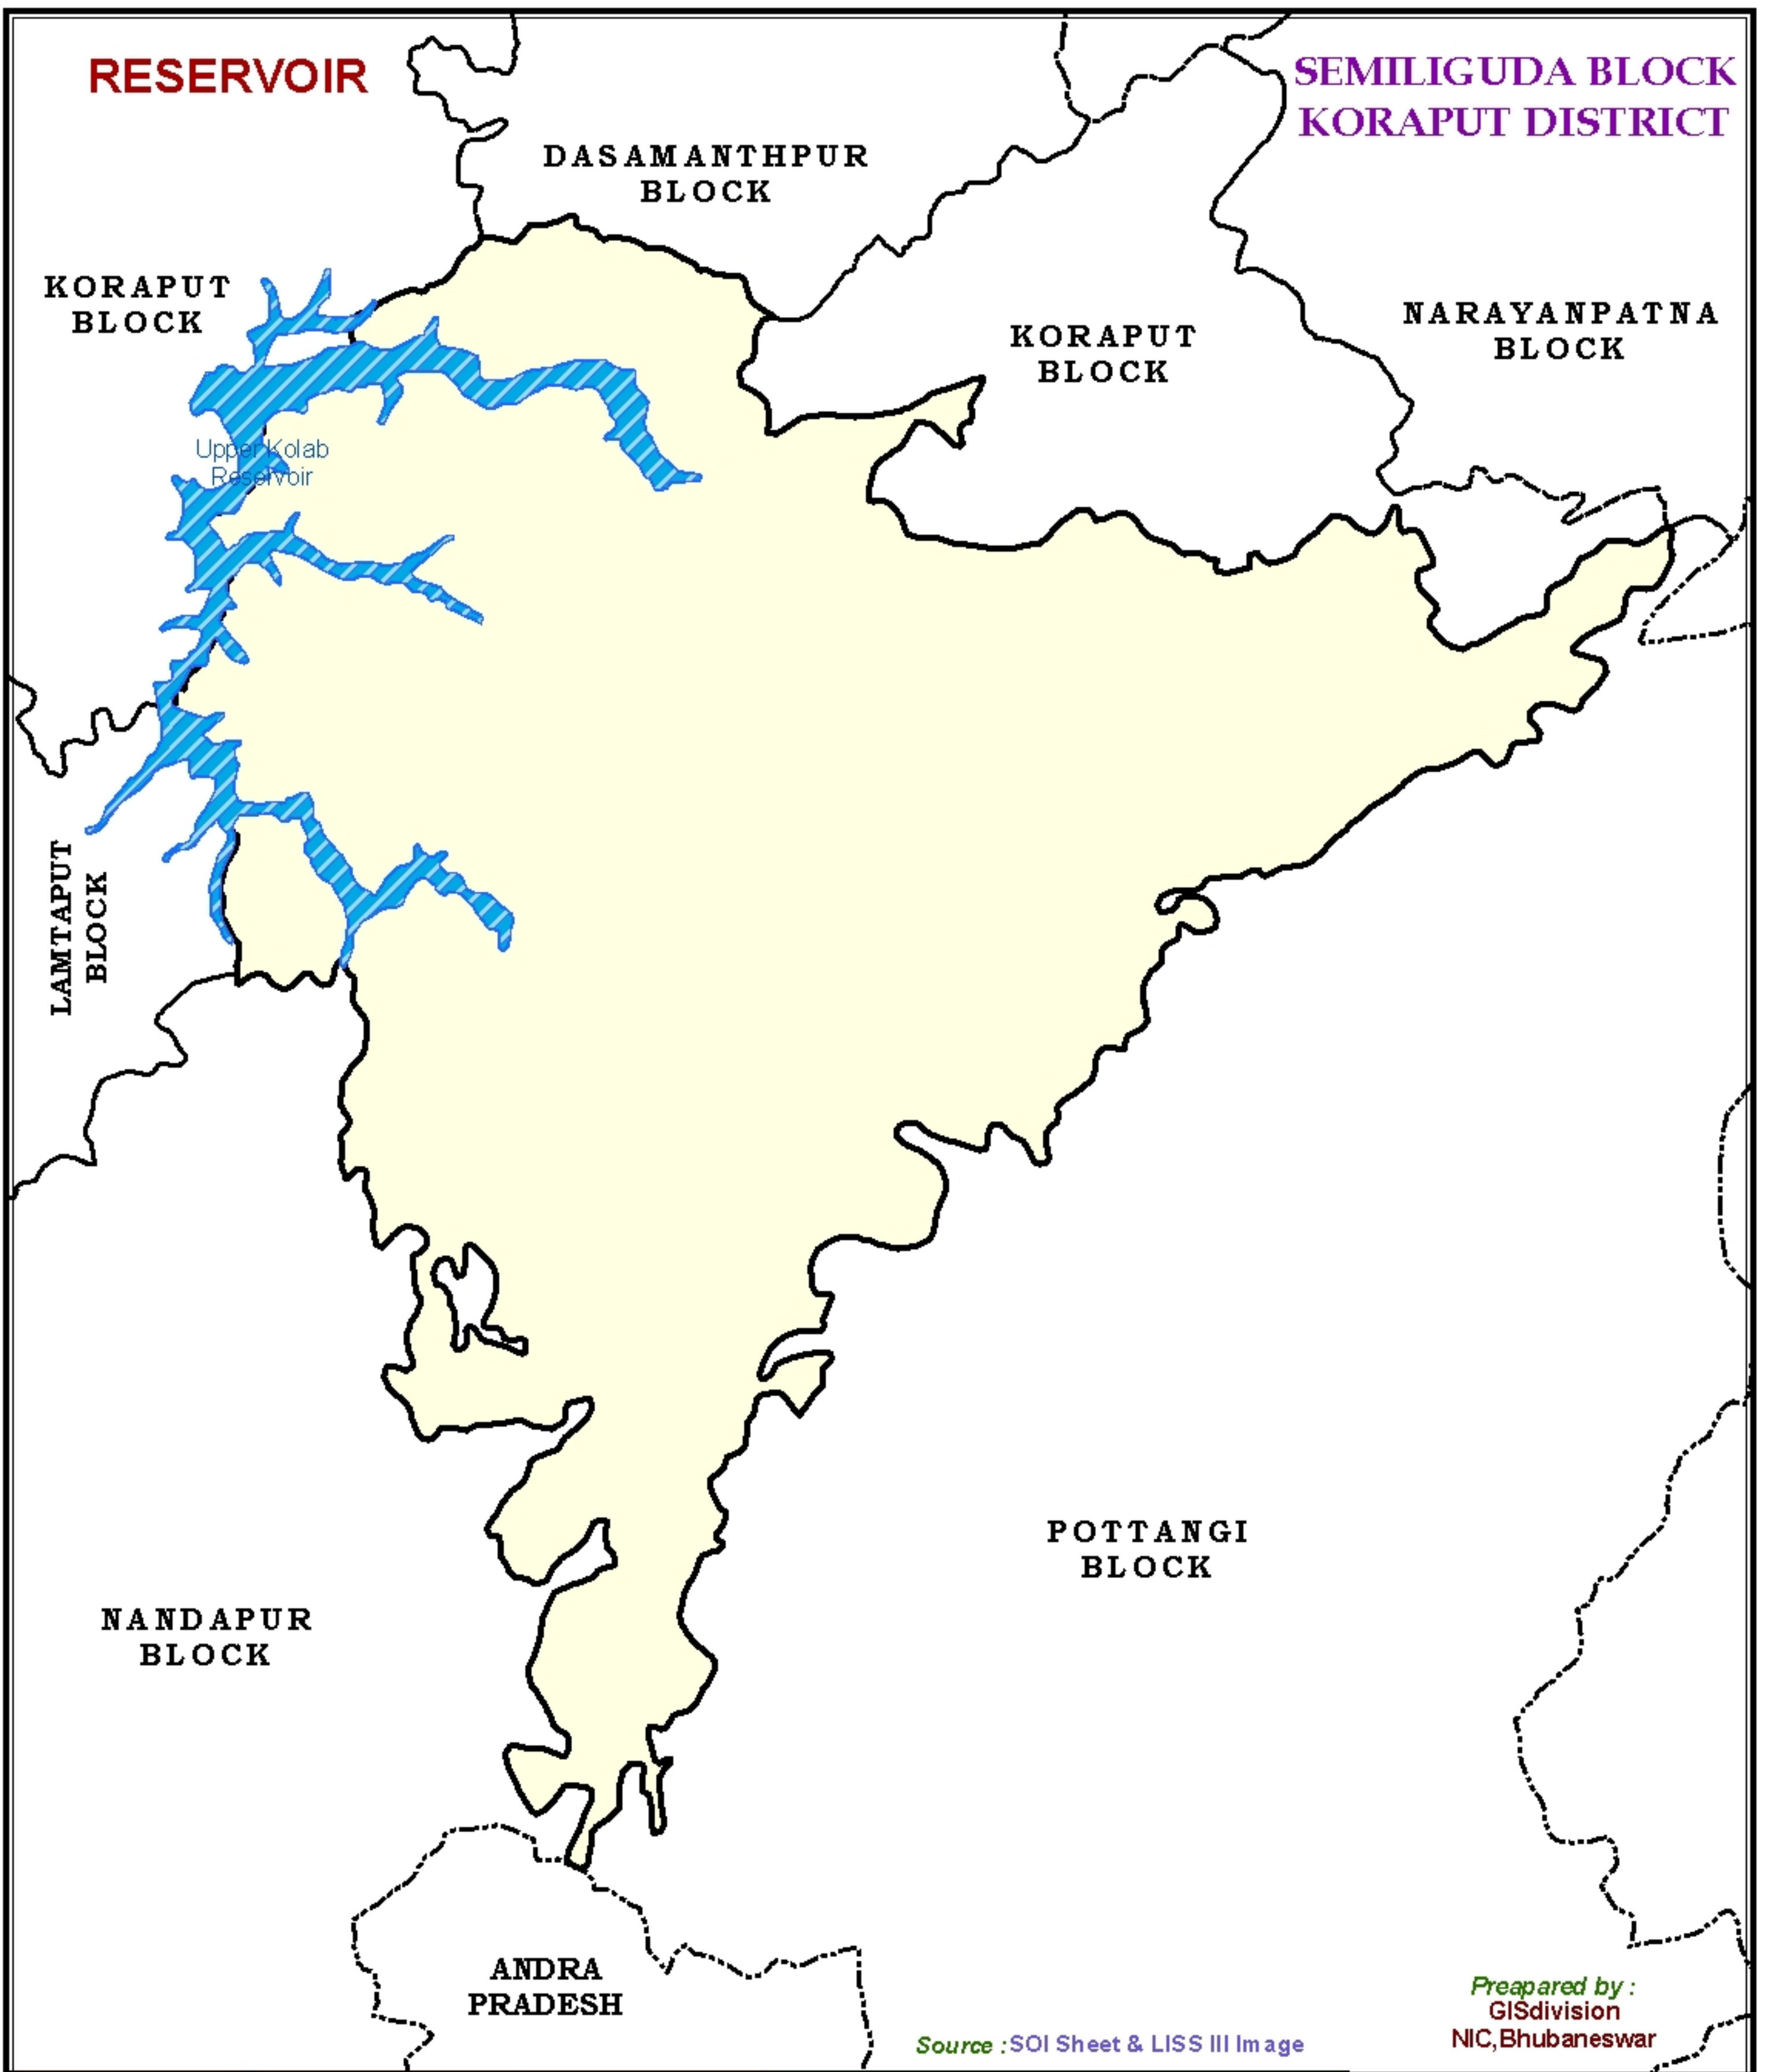 RESERVOIR
SEMILIGUDA BLOCK
KORAPUT DISTRICT
DASAMANTHPUR
BLOCK
KORAPUT
BLOCK
KORAPUT
BLOCK
NARAYANPATNA
BLOCK
Upper Kolab
Reservoir
LAMTAPUT
BLOCK
POTTANGI
BLOCK
NANDAPUR
BLOCK
ANDRA
PRADESH
Preapared by :
GISdivision
NIC,Bhubaneswar
Source : SOI Sheet & LISS III Image